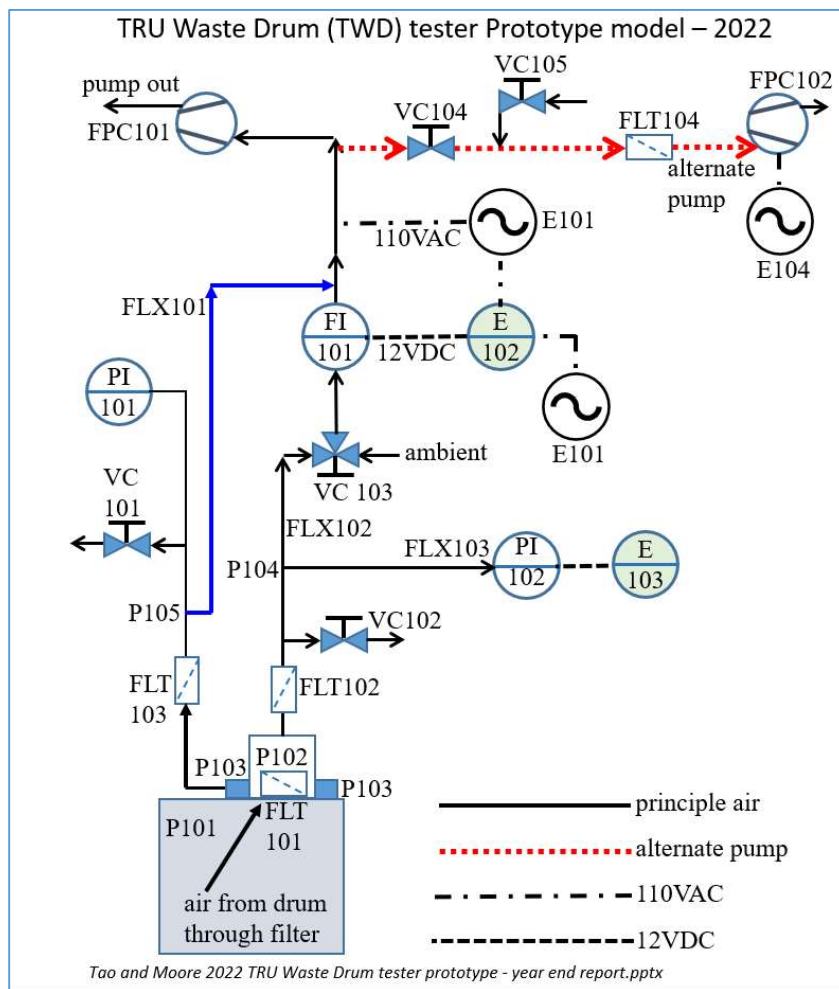 TRU Waste Drum (TWD) tester Prototype model – 2022
pump out
FPC101
VC104
VC105
FLT104
FPC102
alternate
pump
E104
E101
110VAC
FLX101
FI
101
12VDC
E
102
E101
PI
101
ambient
VC 103
VC
101
FLX102
FLX103
PI
102
E
103
P104
P105
VC102
FLT
103
FLT102
P103
P102
P103
FLT
101
P101
air from drum
through filter
principle air
alternate pump
110VAC
12VDC
Tao and Moore 2022 TRU Waste Drum tester prototype - year end report.pptx